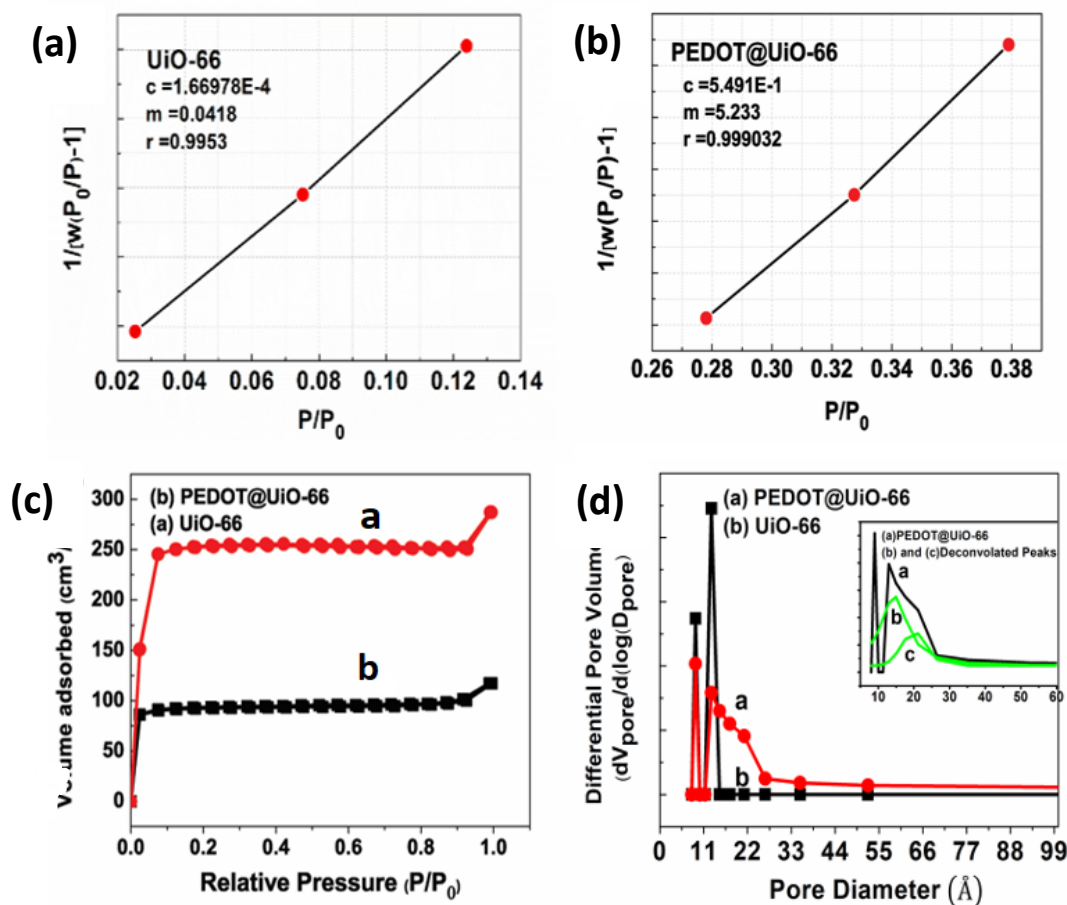 (a)
UiO-66
c =1.66978E-4
m =0.0418
r =0.9953
1/[w(P0/P)-1]
0.02 0.04 0.06 0.08 0.10 0.12 0.14
P/P0
(b)
PEDOT@UiO-66
c =5.491E-1
m =5.233
r =0.999032
1/[w(P0/P)-1]
0.26 0.28 0.30 0.32 0.34 0.36 0.38
P/P0
(c)
(b) PEDOT@UiO-66
(a) UiO-66
a
b
Volume adsorbed (cm3/
300
250
200
150
100
50
0
0.0 0.2 0.4 0.6 0.8 1.0
Relative Pressure (P/P0)
(d)
(a) PEDOT@UiO-66
(b) UiO-66
a
b
Differential Pore Volume
(dVpore/d(log(Dpore)
0 11 22 33 44 55 66 77 88 99
Pore Diameter (Å)
(a)PEDOT@UiO-66
(b) and (c)Deconvolated Peaks
a
b
c
10 20 30 40 50 60